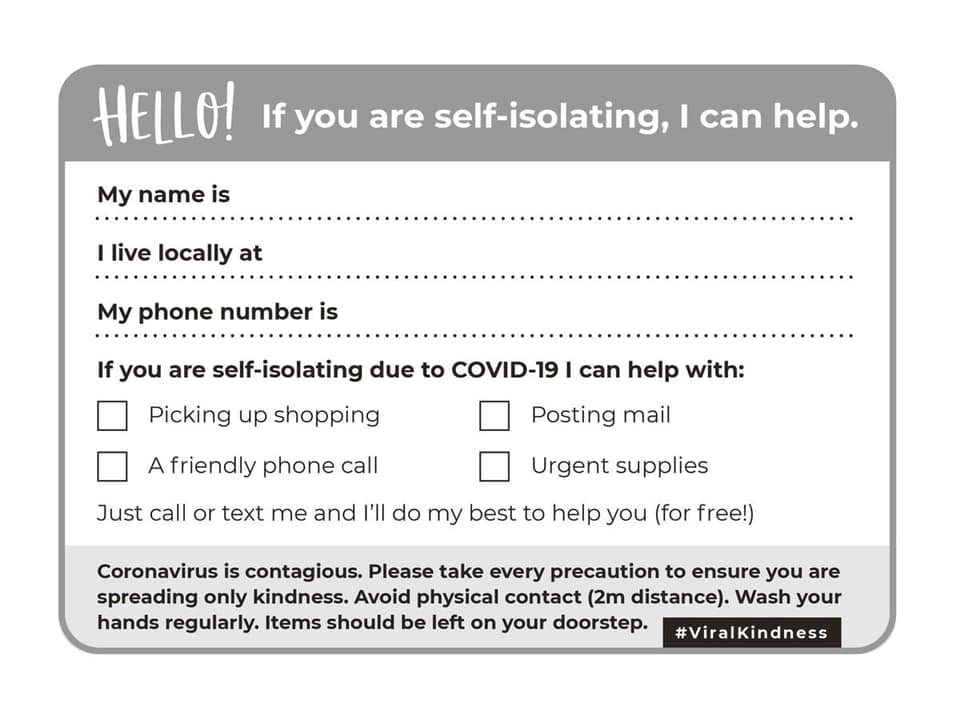 HELLO! If you are self-isolating, I can help.
My name is
I live locally at
My phone number is
If you are self-isolating due to COVID-19 I can help with:
Picking up shopping Posting mail
A friendly phone call Urgent supplies
Just call or text me and I'll do my best to help you (for free!)
Coronavirus is contagious. Please take every precaution to ensure you are
spreading only kindness. Avoid physical contact (2m distance). Wash your
hands regularly. Items should be left on your doorstep.
#ViralKindness